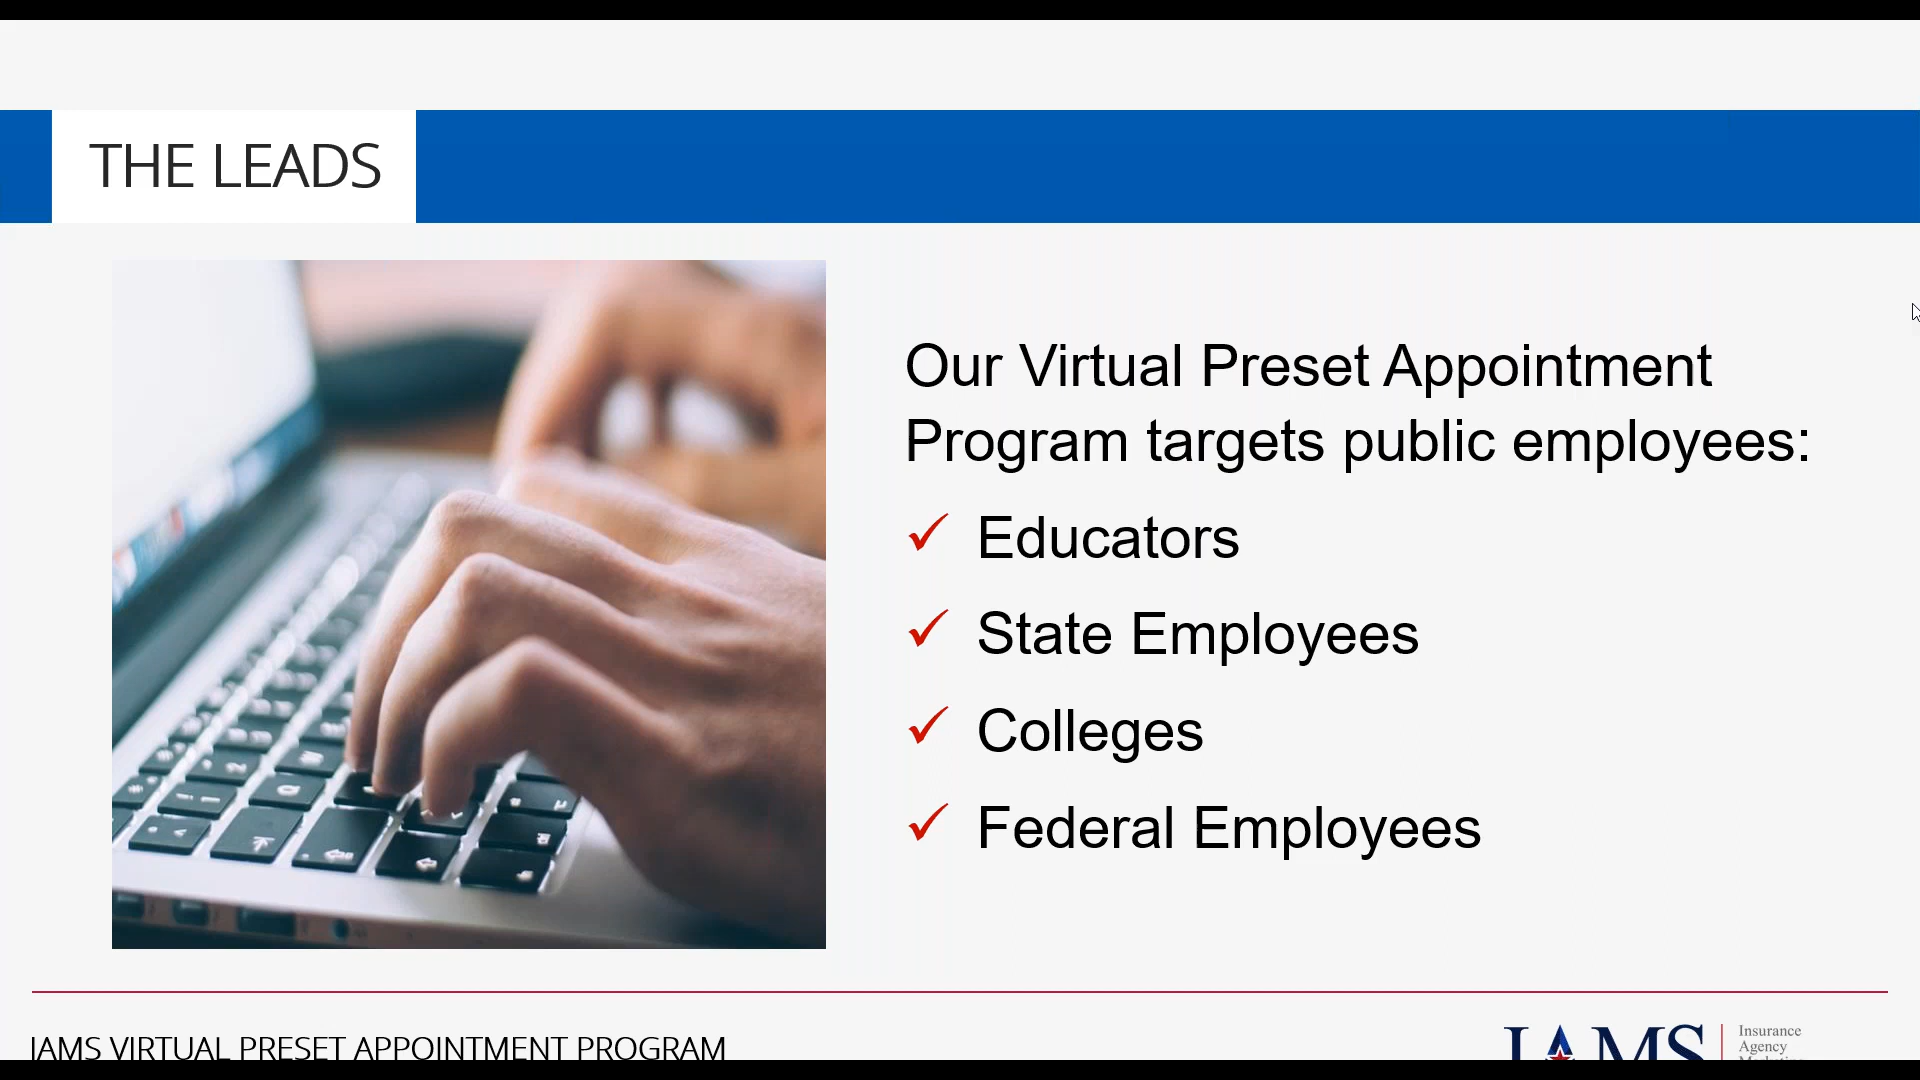 THE LEADS
Our Virtual Preset Appointment
Program targets public employees:
Educators
State Employees
Colleges
Federal Employees
IAMS VIRTUAL PRESET APPOINTMENT PROGRAM
IAMS
Insurance
Agency